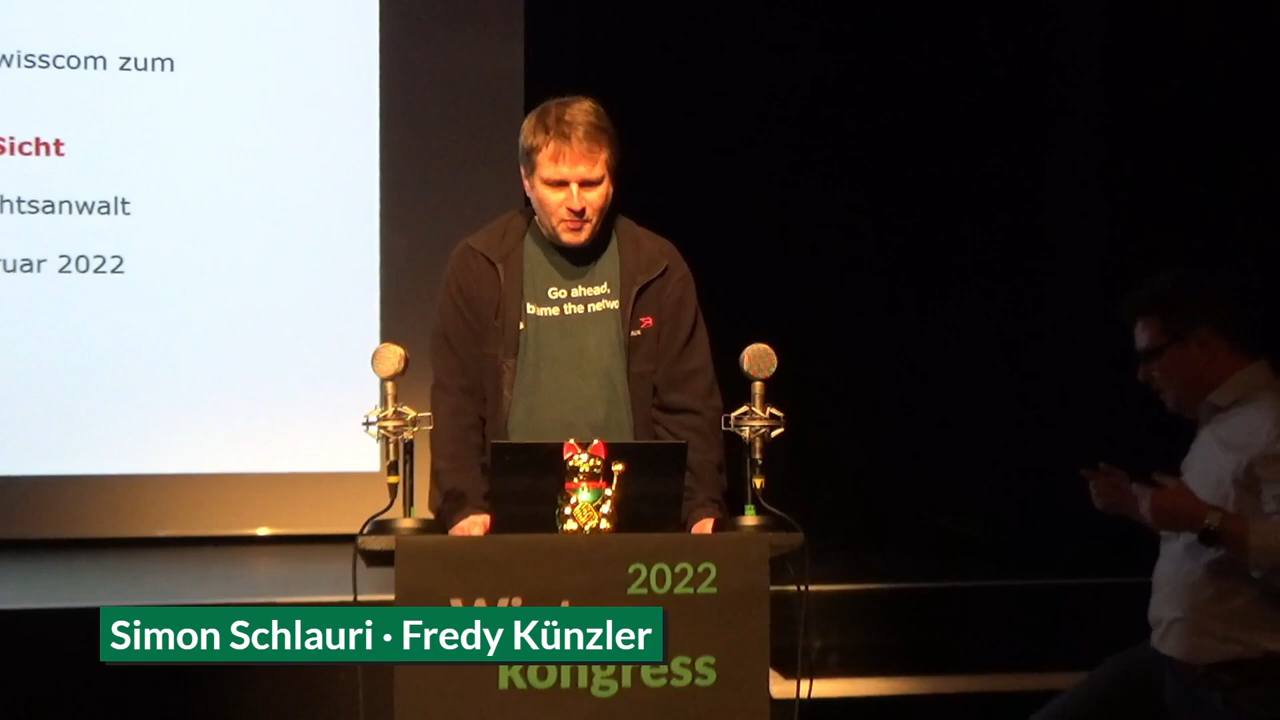 wisscom zum
Sicht
htsanwalt
ruar 2022
Go ahead,
blame the netwo
2022
Simon Schlauri · Fredy Künzler
kongress